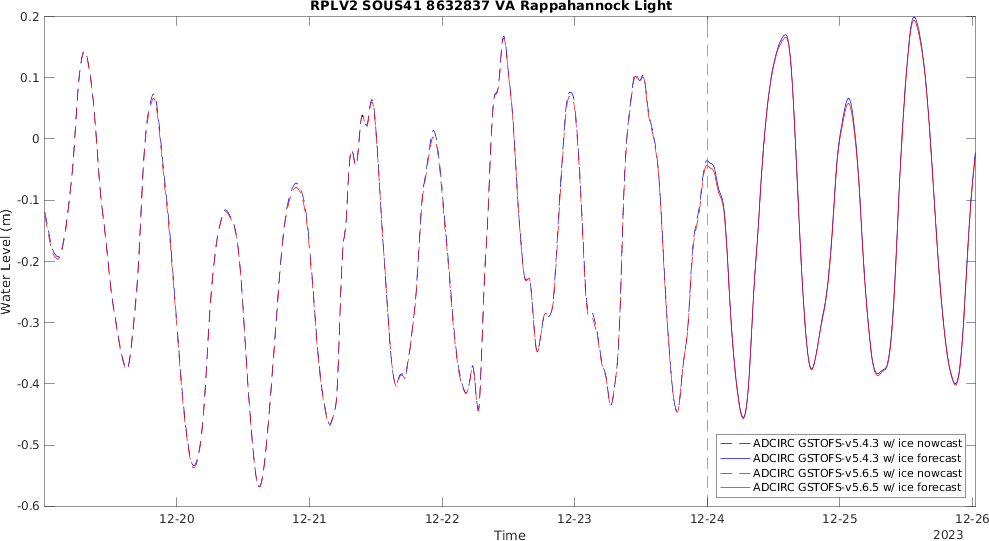 RPLV2 SOUS41 8632837 VA Rappahannock Light
0.2
0.1
0
-0.1
-0.2
-0.3
-0.4
-0.5
-0.6
Water Level (m)
ADCIRC GSTOFS-v5.4.3 w/ ice nowcast
ADCIRC GSTOFS-v5.4.3 w/ ice forecast
ADCIRC GSTOFS-v5.6.5 w/ ice nowcast
ADCIRC GSTOFS-v5.6.5 w/ ice forecast
12-20 12-21 12-22 12-23 12-24 12-25 12-26
Time
2023